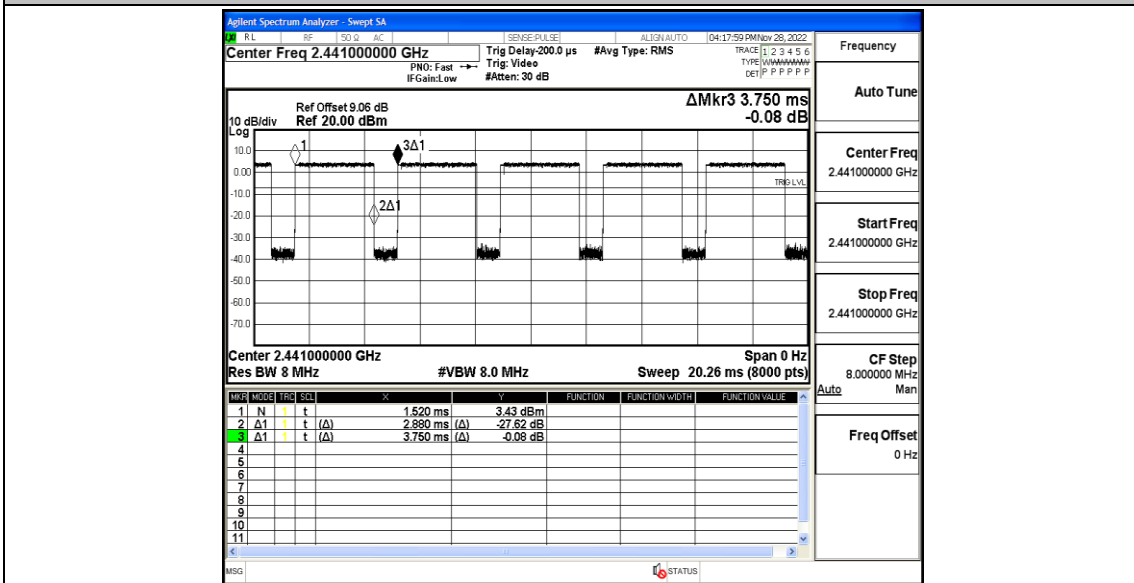 Agilent Spectrum Analyzer - Swept SA
RL RF 50 Ω AC SENSE:PULSE ALIGN AUTO 04:17:59 PM Nov 28, 2022
Center Freq 2.441000000 GHz
PNO: Fast
IFGain:Low
Trig Delay-200.0 µs
Trig: Video
#Atten: 30 dB
#Avg Type: RMS
TRACE 1 2 3 4 5 6
TYPE
DET P P P P P P
Ref Offset 9.06 dB
10 dB/div Ref 20.00 dBm
ΔMkr3 3.750 ms
-0.08 dB
Log
10.0
0.00
-10.0
-20.0
-30.0
-40.0
-50.0
-60.0
-70.0
1
3Δ1
2Δ1
TRIG LVL
Center 2.441000000 GHz Span 0 Hz
Res BW 8 MHz #VBW 8.0 MHz Sweep 20.26 ms (8000 pts)
MKR MODE TRC SCL X Y FUNCTION FUNCTION WIDTH FUNCTION VALUE
1 N 1 t 1.520 ms 3.43 dBm
2 Δ1 1 t (Δ) 2.880 ms (Δ) -27.62 dB
3 Δ1 1 t (Δ) 3.750 ms (Δ) -0.08 dB
4
5
6
7
8
9
10
11
MSG STATUS
Frequency
Auto Tune
Center Freq
2.441000000 GHz
Start Freq
2.441000000 GHz
Stop Freq
2.441000000 GHz
CF Step
8.000000 MHz
Auto Man
Freq Offset
0 Hz